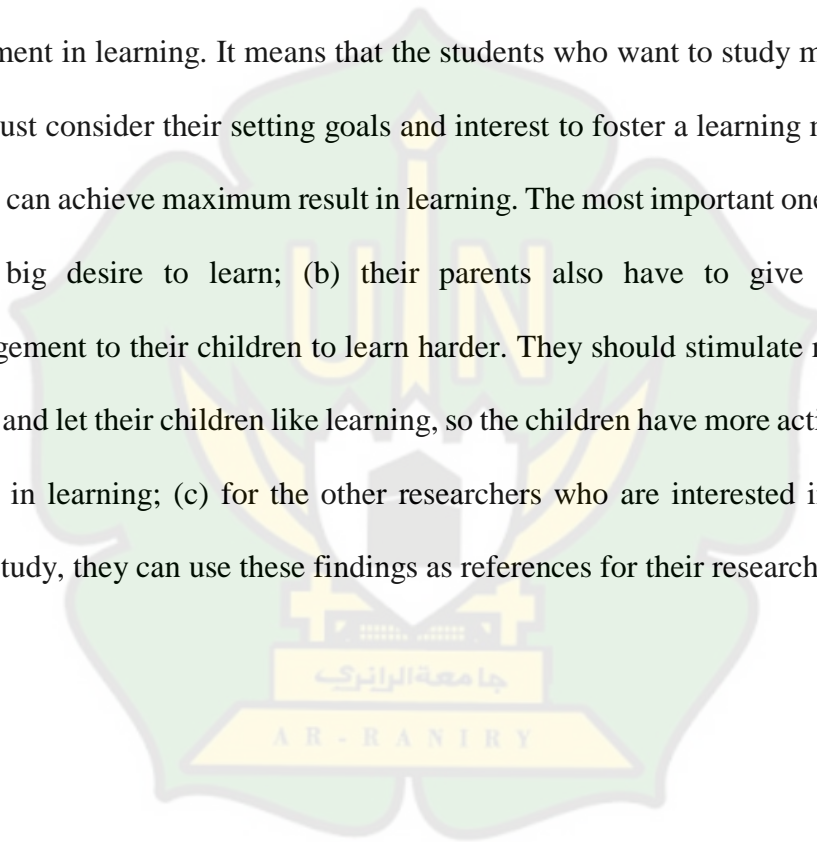 ment in learning. It means that the students who want to study m
ust consider their setting goals and interest to foster a learning
can achieve maximum result in learning. The most important one
big desire to learn; (b) their parents also have to give
gement to their children to learn harder. They should stimulate
and let their children like learning, so the children have more acti
in learning; (c) for the other researchers who are interested i
tudy, they can use these findings as references for their research
UIN
جامعة الرانري
AR-RANIRY